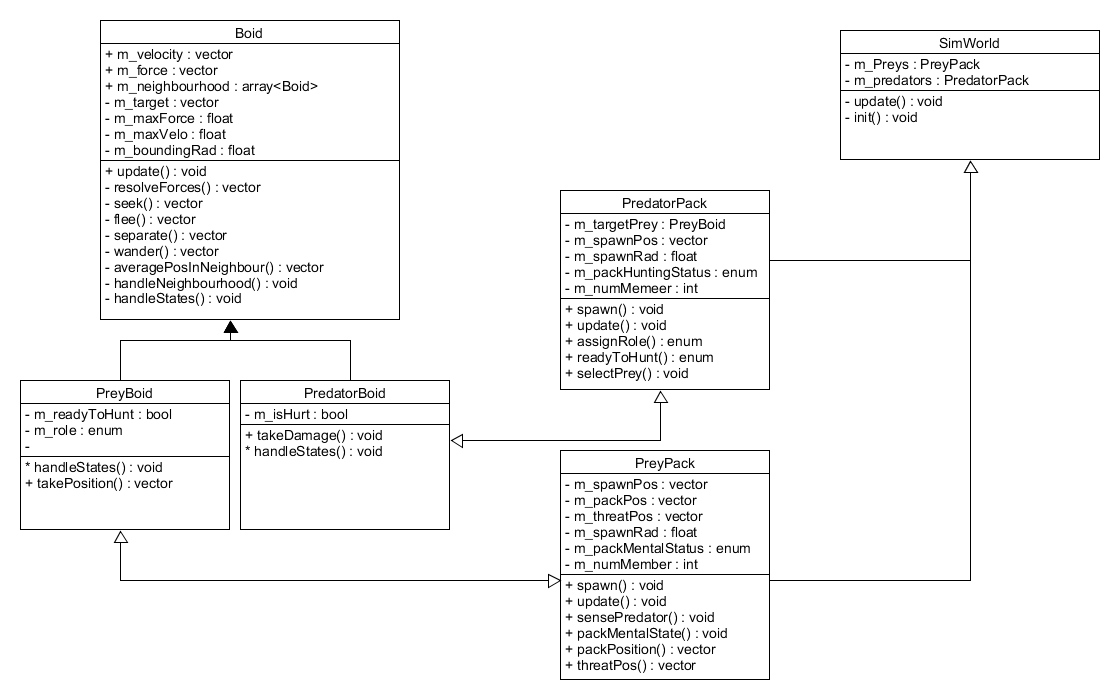 Boid
+ m_velocity : vector
+ m_force : vector
+ m_neighbourhood : array<Boid>
- m_target : vector
- m_maxForce : float
- m_maxVelo : float
- m_boundingRad : float
+ update() : void
- resolveForces() : vector
- seek() : vector
- flee() : vector
- separate() : vector
- wander() : vector
- averagePosInNeighbour() : vector
- handleNeighbourhood() : void
- handleStates() : void
SimWorld
- m_Preys : PreyPack
- m_predators : PredatorPack
- update() : void
- init() : void
PredatorPack
- m_targetPrey : PreyBoid
- m_spawnPos : vector
- m_spawnRad : float
- m_packHuntingStatus : enum
- m_numMemeer : int
+ spawn() : void
+ update() : void
+ assignRole() : enum
+ readyToHunt() : enum
+ selectPrey() : void
PreyBoid
- m_readyToHunt : bool
- m_role : enum
-
* handleStates() : void
+ takePosition() : vector
PredatorBoid
- m_isHurt : bool
+ takeDamage() : void
* handleStates() : void
PreyPack
- m_spawnPos : vector
- m_packPos : vector
- m_threatPos : vector
- m_spawnRad : float
- m_packMentalStatus : enum
- m_numMember : int
+ spawn() : void
+ update() : void
+ sensePredator() : void
+ packMentalState() : void
+ packPosition() : vector
+ threatPos() : vector